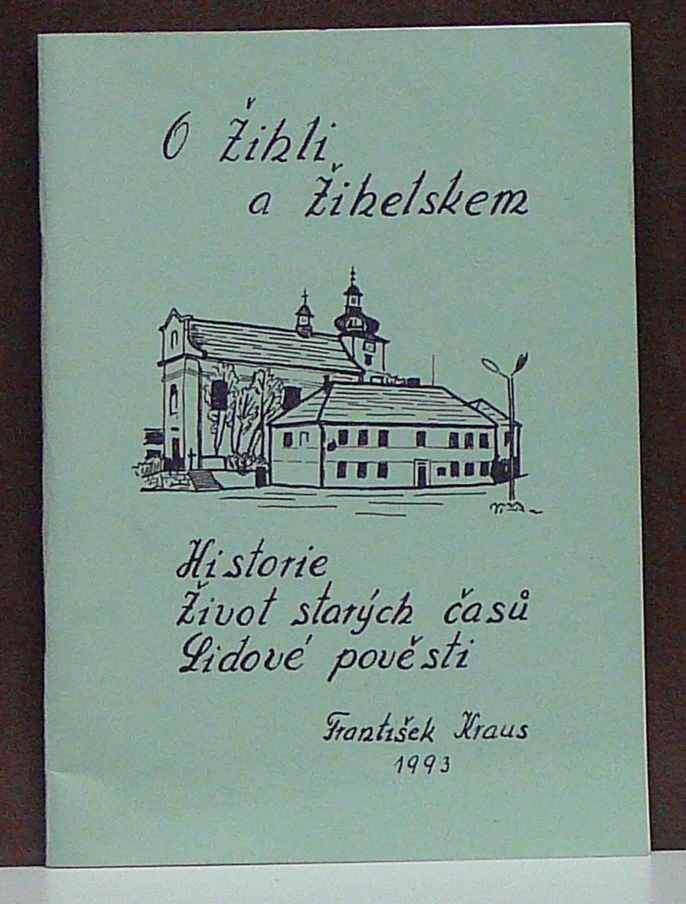 O Žihli
a Žihelskem
Historie
Život starých časů
Lidové pověsti
František Kraus
1993